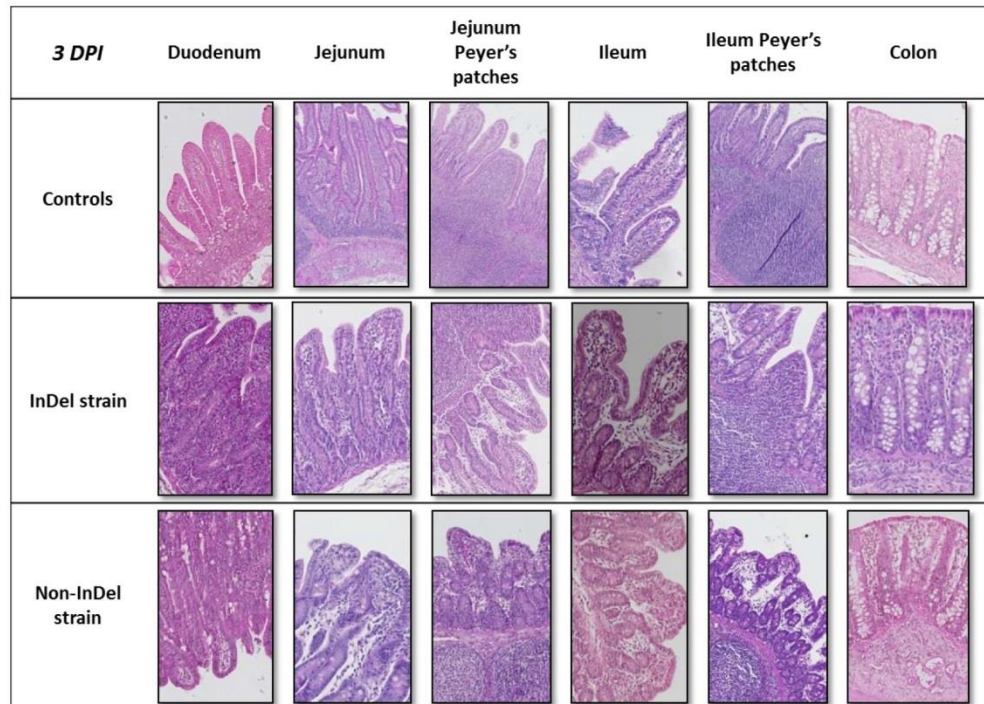 3 DPI
Duodenum
Jejunum
Jejunum
Peyer’s
patches
Ileum
Ileum Peyer’s
patches
Colon
Controls
InDel strain
Non-InDel
strain